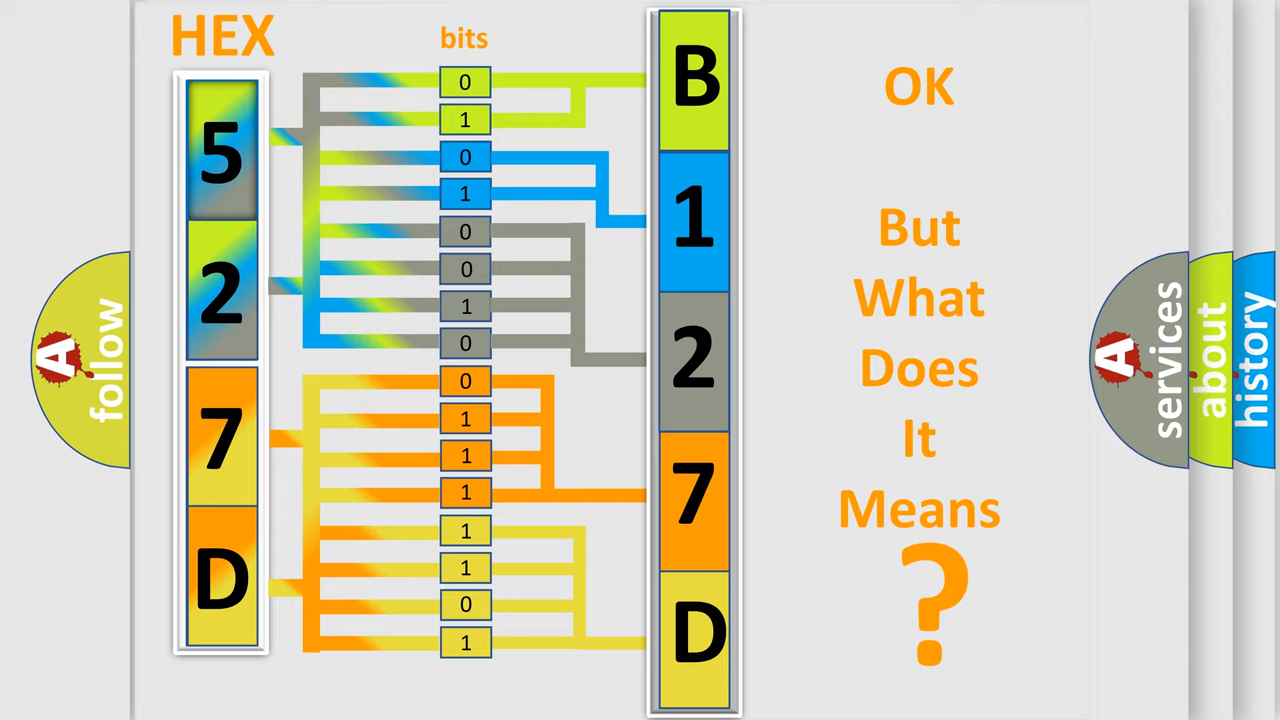 HEX
bits
5
2
7
D
0
1
0
1
0
0
1
0
0
1
1
1
1
1
0
1
B
1
2
7
D
OK
But
What
Does
It
Means
?
A
follow
A
services
about
history